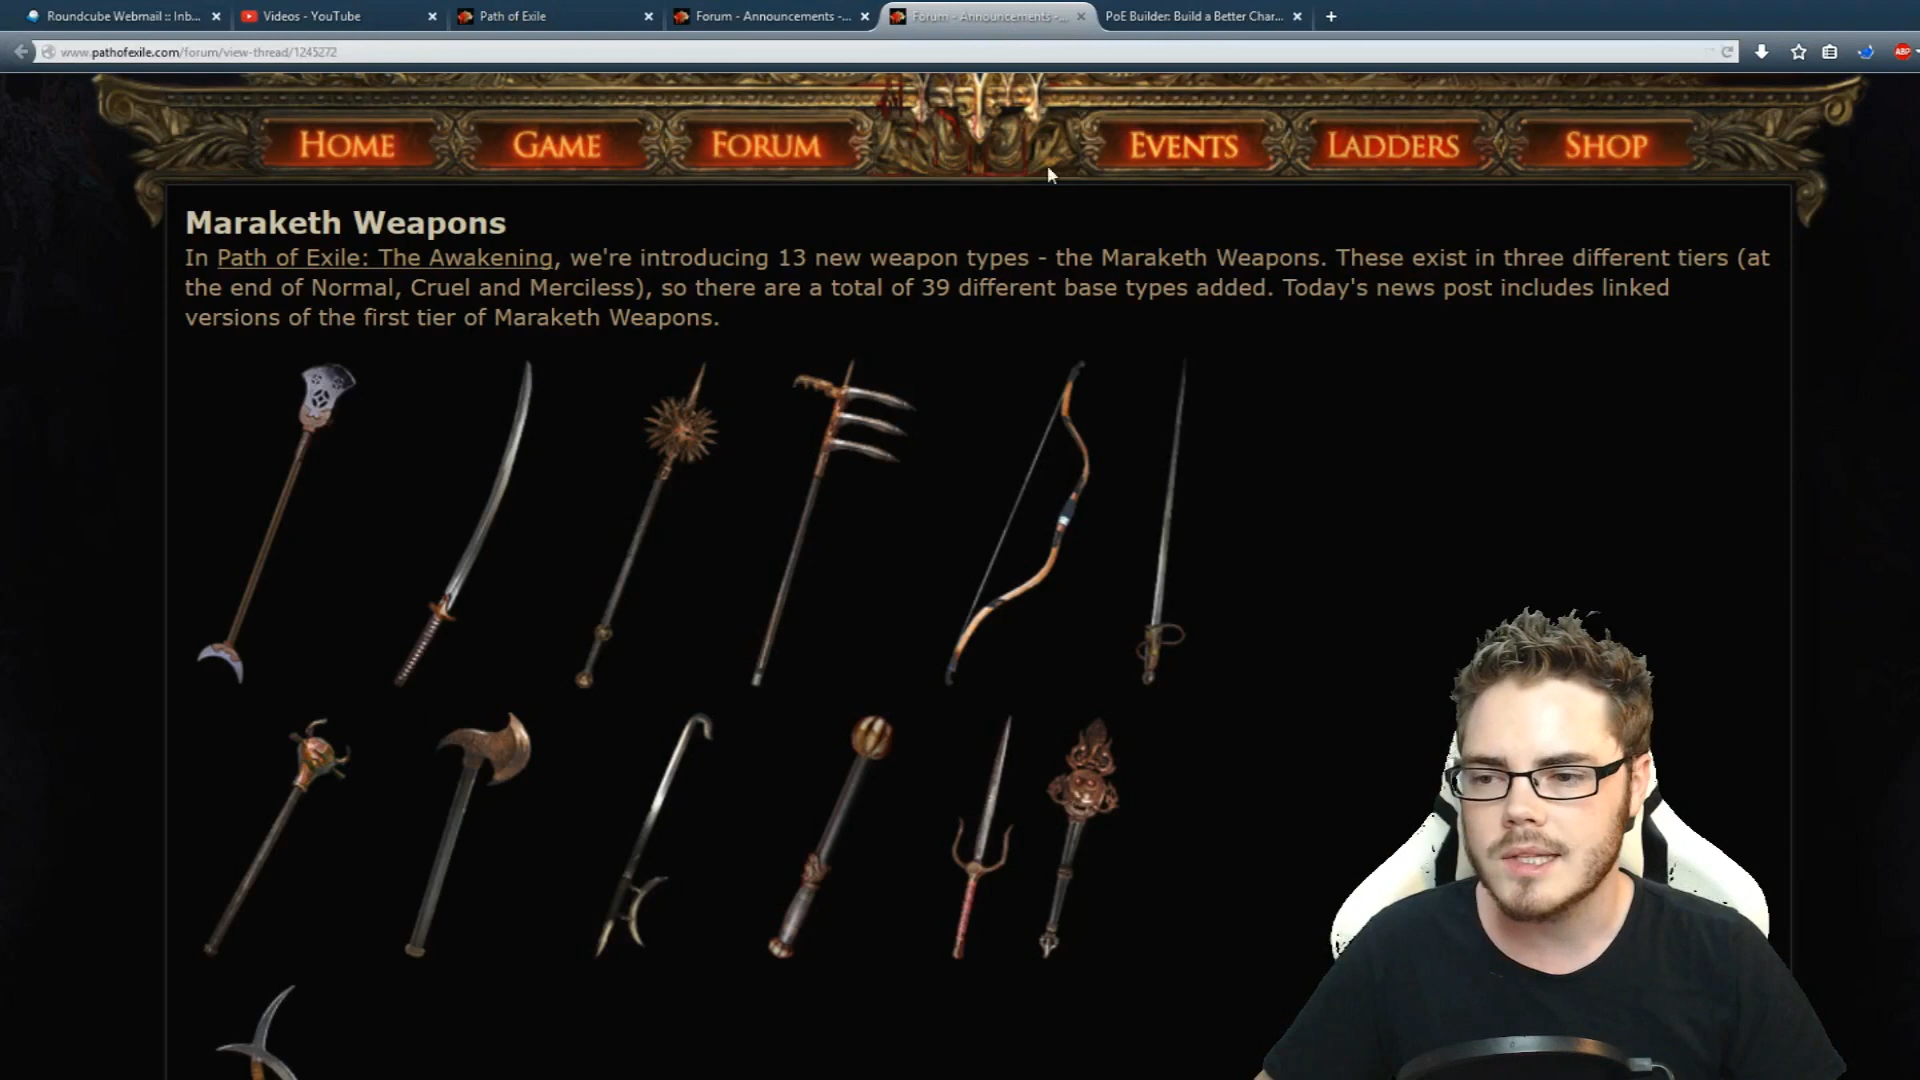 Roundcube Webmail :: Inb...
Videos - YouTube
Path of Exile
Forum - Announcements -...
Forum - Announcements -...
PoE Builder: Build a Better Char...
www.pathofexile.com/forum/view-thread/1245272
ABP
HOME
GAME
FORUM
EVENTS
LADDERS
SHOP
Maraketh Weapons
In Path of Exile: The Awakening, we're introducing 13 new weapon types - the Maraketh Weapons. These exist in three different tiers (at
the end of Normal, Cruel and Merciless), so there are a total of 39 different base types added. Today's news post includes linked
versions of the first tier of Maraketh Weapons.